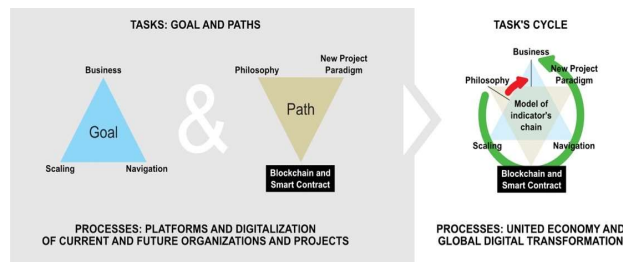 TASKS: GOAL AND PATHS
TASK'S CYCLE
Business
Goal
Scaling
Navigation
&
Philosophy
New Project
Paradigm
Path
Blockchain and
Smart Contract
Business
Philosophy
New Project
Paradigm
Model of
indicator's
chain
Scaling
Navigation
Blockchain and
Smart Contract
PROCESSES: PLATFORMS AND DIGITALIZATION
OF CURRENT AND FUTURE ORGANIZATIONS AND PROJECTS
PROCESSES: UNITED ECONOMY AND
GLOBAL DIGITAL TRANSFORMATION